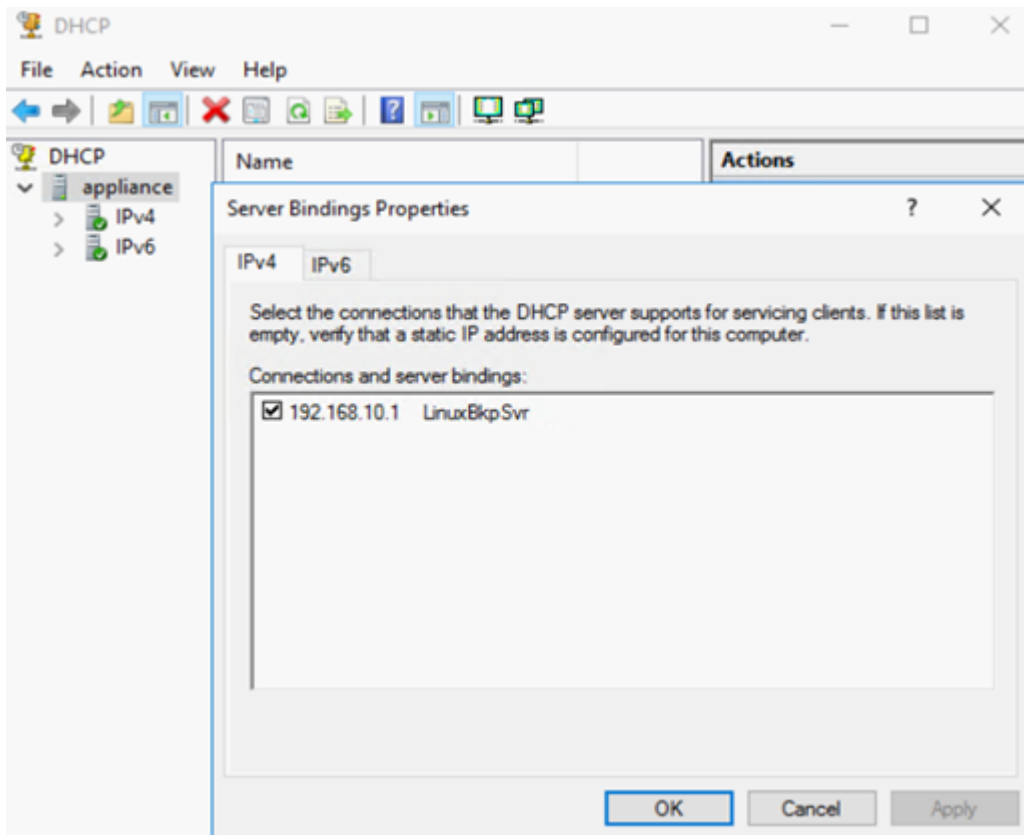 DHCP
File Action View Help
DHCP
appliance
IPv4
IPv6
Name
Actions
Server Bindings Properties
IPv4 IPv6
Select the connections that the DHCP server supports for servicing clients. If this list is
empty, verify that a static IP address is configured for this computer.
Connections and server bindings:
192.168.10.1 LinuxBkpSvr
OK Cancel Apply